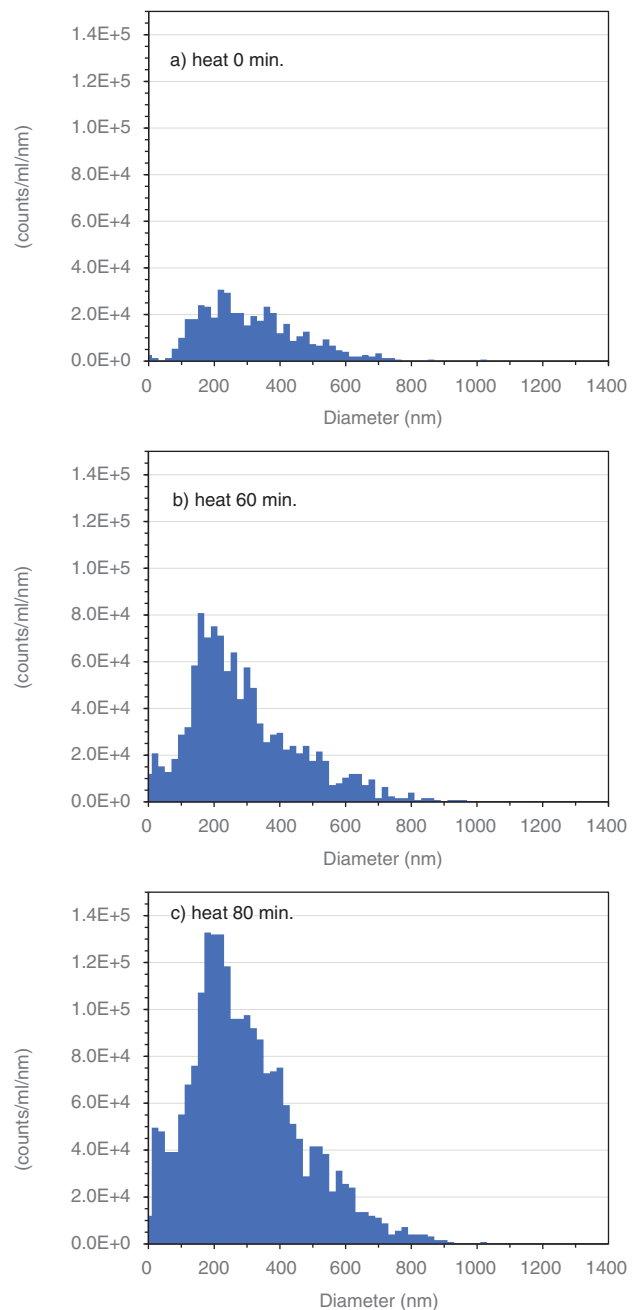 (counts/ml/nm)
1.4E+5
1.2E+5
1.0E+5
8.0E+4
6.0E+4
4.0E+4
2.0E+4
0.0E+0
a) heat 0 min.
0 200 400 600 800 1000 1200 1400
Diameter (nm)
(counts/ml/nm)
1.4E+5
1.2E+5
1.0E+5
8.0E+4
6.0E+4
4.0E+4
2.0E+4
0.0E+0
b) heat 60 min.
0 200 400 600 800 1000 1200 1400
Diameter (nm)
(counts/ml/nm)
1.4E+5
1.2E+5
1.0E+5
8.0E+4
6.0E+4
4.0E+4
2.0E+4
0.0E+0
c) heat 80 min.
0 200 400 600 800 1000 1200 1400
Diameter (nm)